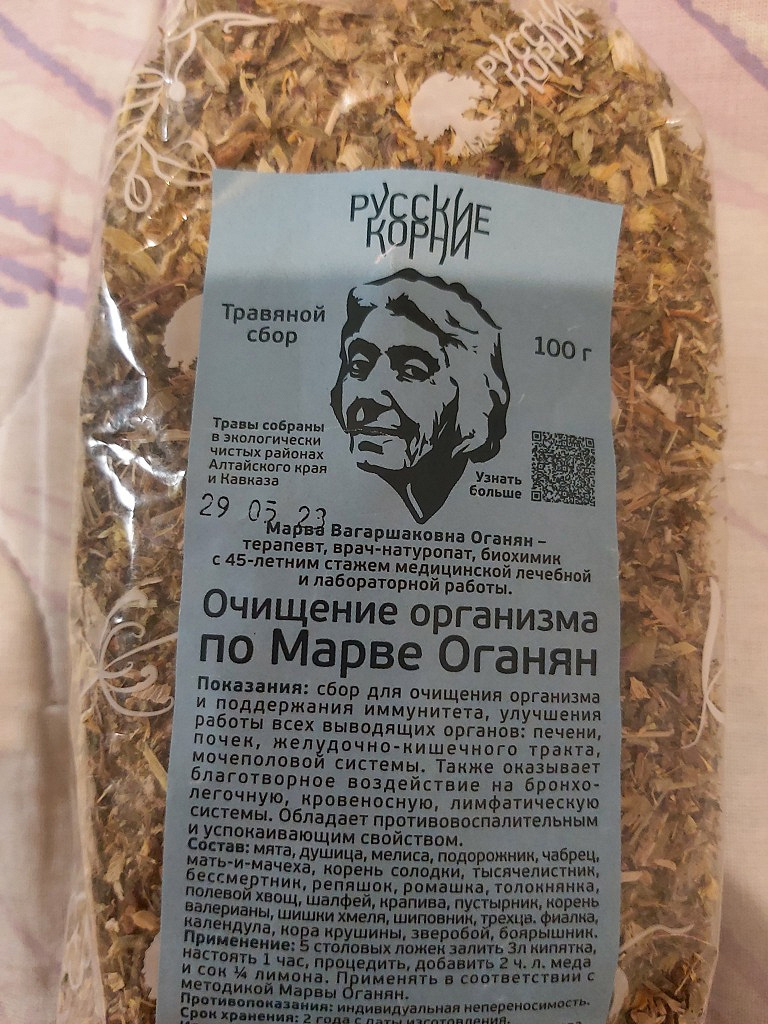 РУССКИЕ
КОРНИ
РУССКИЕ
КОРНИ
Травяной
сбор
100 г
Травы собраны
в экологически
чистых районах
Алтайского края
и Кавказа
Узнать
больше
29 05 23
Марва Вагаршаковна Оганян –
терапевт, врач-натуропат, биохимик
с 45-летним стажем медицинской лечебной
и лабораторной работы.
Очищение организма
по Марве Оганян
Показания: сбор для очищения организма
и поддержания иммунитета, улучшения
работы всех выводящих органов: печени,
почек, желудочно-кишечного тракта,
мочеполовой системы. Также оказывает
благотворное воздействие на бронхо-
легочную, кровеносную, лимфатическую
системы. Обладает противовоспалительным
и успокаивающим свойством.
Состав: мята, душица, мелиса, подорожник, чабрец,
мать-и-мачеха, корень солодки, тысячелистник,
бессмертник, репяшок, ромашка, толокнянка,
полевой хвощ, шалфей, крапива, пустырник, корень
валерианы, шишки хмеля, шиповник, трехцв. фиалка,
календула, кора крушины, зверобой, боярышник.
Применение: 5 столовых ложек залить 3л кипятка,
настоять 1 час, процедить, добавить 2 ч. л. меда
и сок ¼ лимона. Применять в соответствии с
методикой Марвы Оганян.
Противопоказания: индивидуальная непереносимость.
Срок хранения: 2 года с даты изготовления.